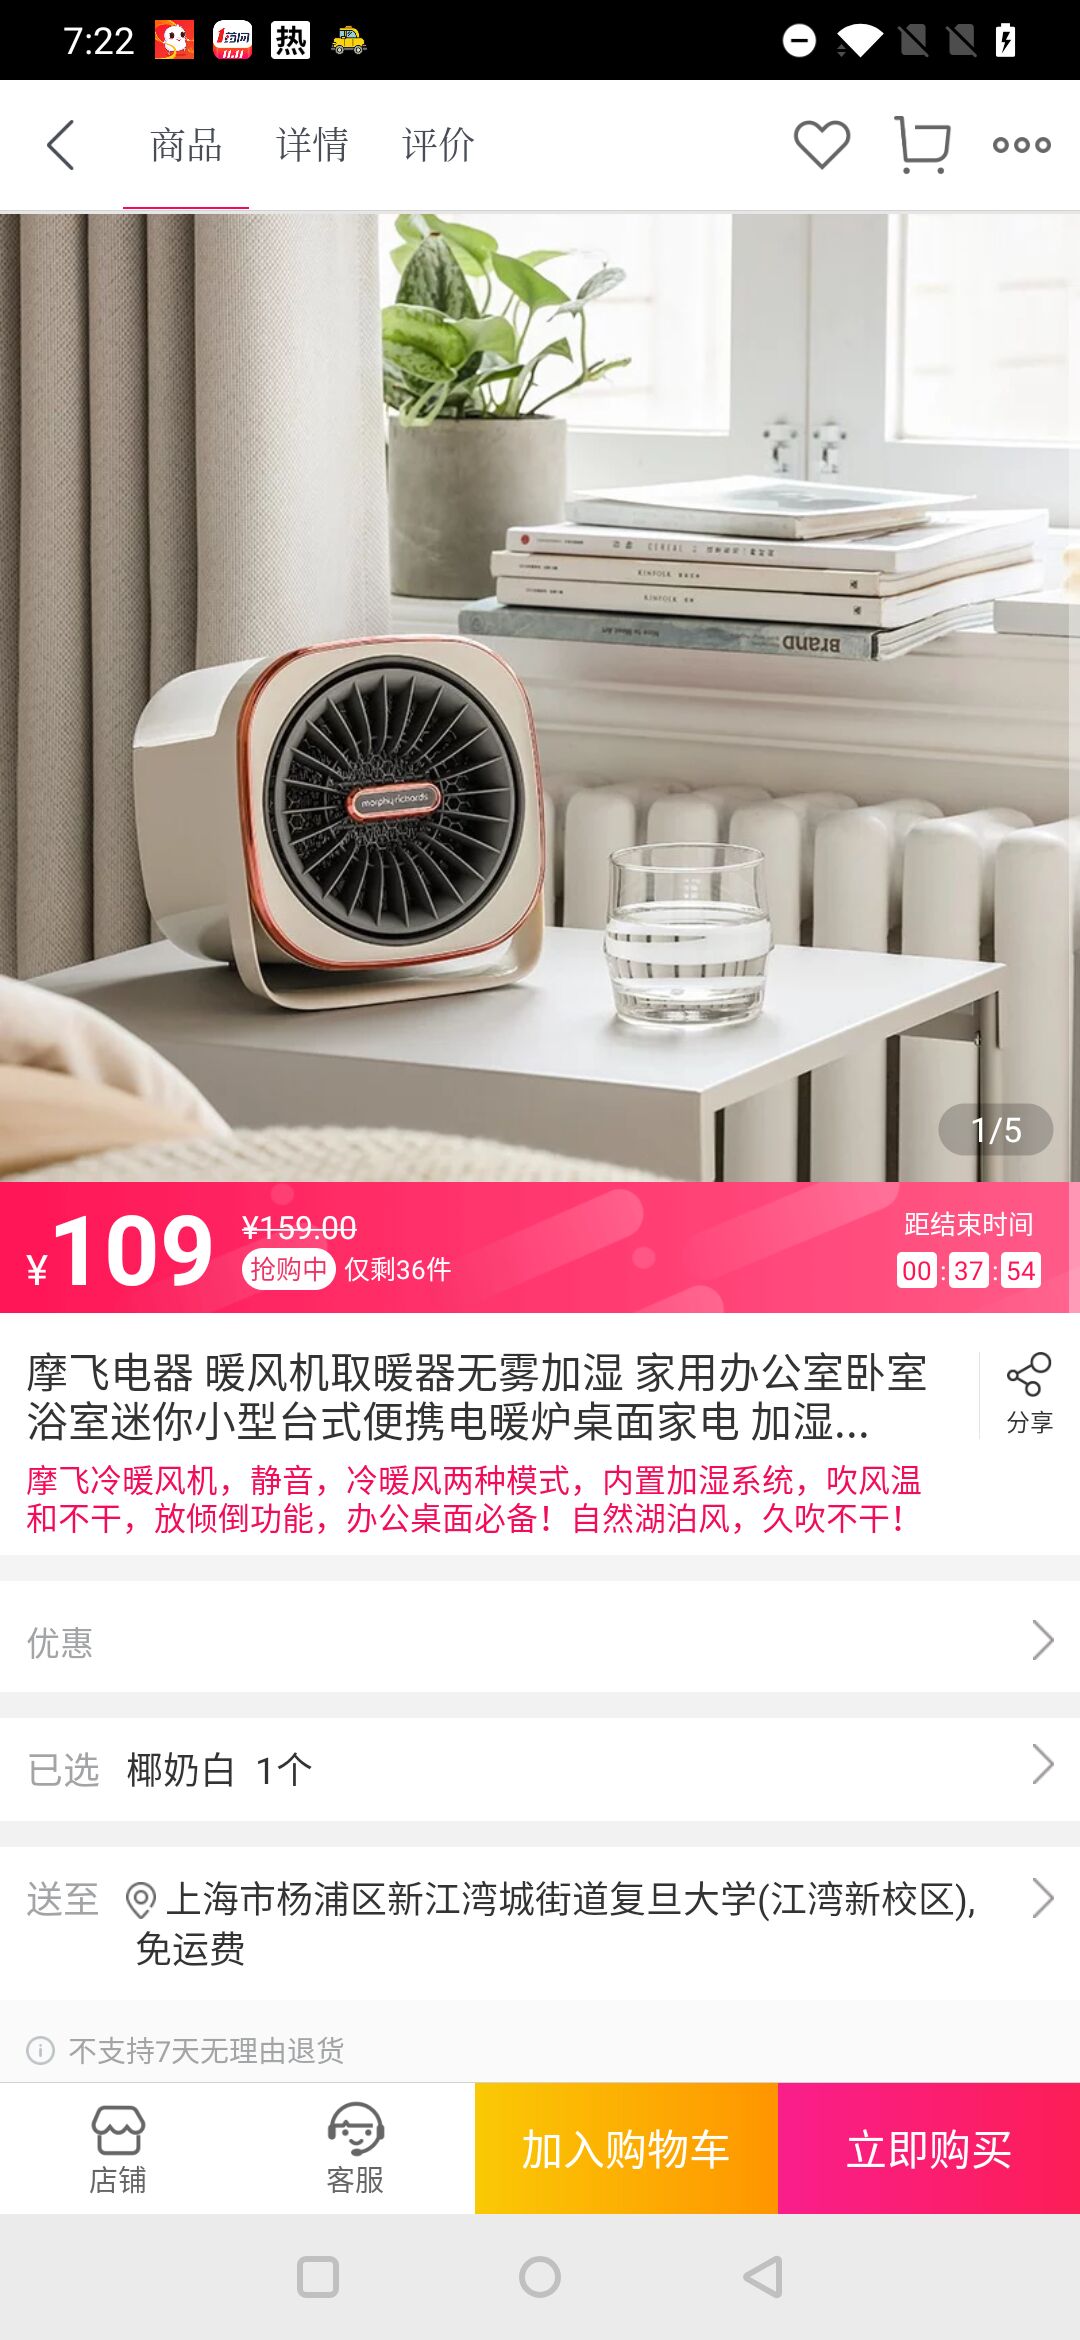 7:22
1药网
11.11
热
商品 详情 评价
CEREAL
KINFOLK
KINFOLK
Brand
morphy richards
1/5
¥109 ¥159.00
抢购中 仅剩36件
距结束时间
00:37:54
摩飞电器 暖风机取暖器无雾加湿 家用办公室卧室
浴室迷你小型台式便携电暖炉桌面家电 加湿...
分享
摩飞冷暖风机，静音，冷暖风两种模式，内置加湿系统，吹风温
和不干，放倾倒功能，办公桌面必备！自然湖泊风，久吹不干！
优惠
已选 椰奶白 1个
送至 上海市杨浦区新江湾城街道复旦大学(江湾新校区),
免运费
不支持7天无理由退货
店铺 客服 加入购物车 立即购买